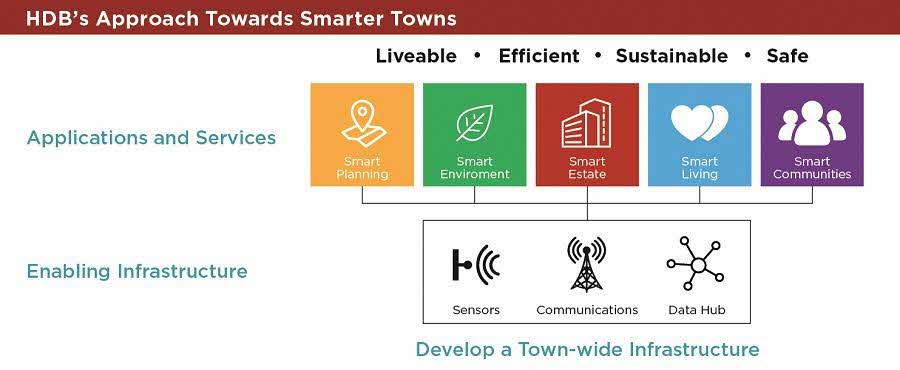 HDB's Approach Towards Smarter Towns
Liveable • Efficient • Sustainable • Safe
Applications and Services
Smart
Planning
Smart
Enviroment
Smart
Estate
Smart
Living
Smart
Communities
Enabling Infrastructure
Sensors
Communications
Data Hub
Develop a Town-wide Infrastructure